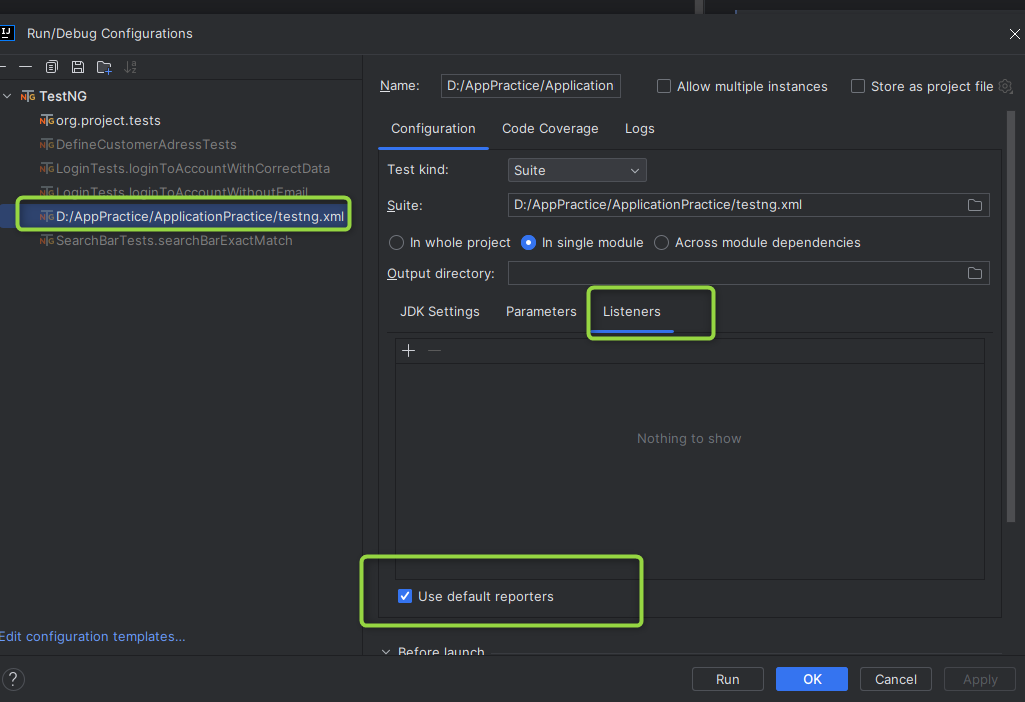 IJ Run/Debug Configurations
TestNG
org.project.tests
DefineCustomerAdressTests
LoginTests.loginToAccountWithCorrectData
LoginTests.loginToAccountWithoutEmail
D:/AppPractice/ApplicationPractice/testng.xml
SearchBarTests.searchBarExactMatch
Edit configuration templates...
Name: D:/AppPractice/Application Allow multiple instances Store as project file
Configuration Code Coverage Logs
Test kind: Suite
Suite: D:/AppPractice/ApplicationPractice/testng.xml
In whole project In single module Across module dependencies
Output directory:
JDK Settings Parameters Listeners
Nothing to show
Use default reporters
Before launch
? Run OK Cancel Apply